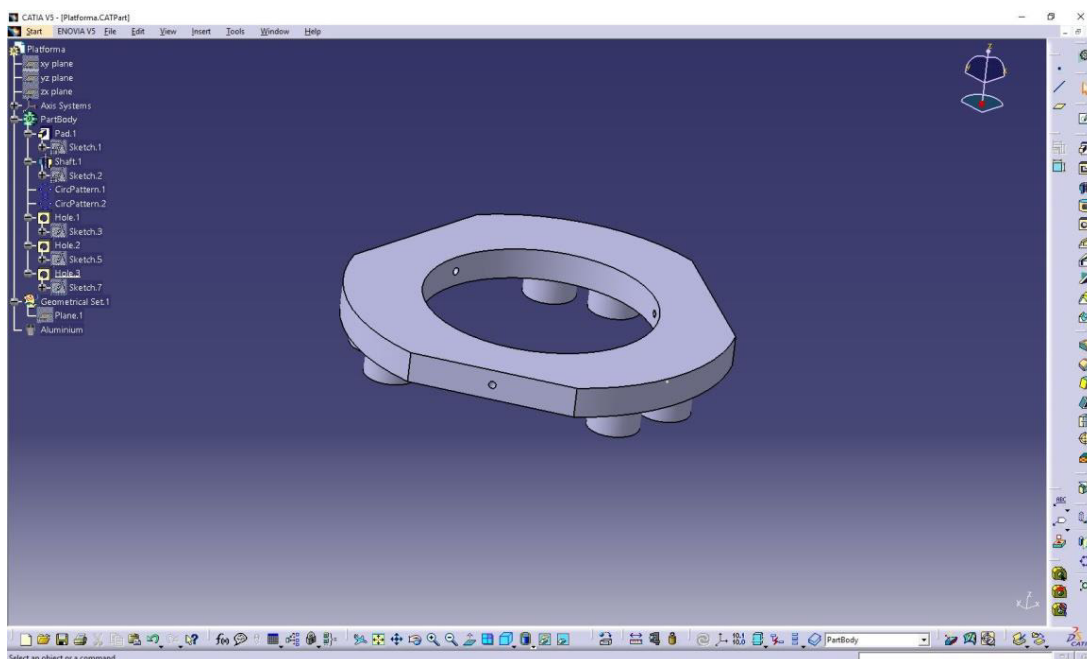 CATIA V5 - [Platforma.CATPart]
Start ENOVIA V5 File Edit View Insert Tools Window Help
Platforma
xy plane
yz plane
zx plane
Axis Systems
PartBody
Pad.1
Sketch.1
Shaft.1
Sketch.2
CircPattern.1
CircPattern.2
Hole.1
Sketch.3
Hole.2
Sketch.5
Hole.3
Sketch.7
Geometrical Set.1
Plane.1
Aluminium
z
ABC
z
x
f(x)
PartBody
Select an object or a command